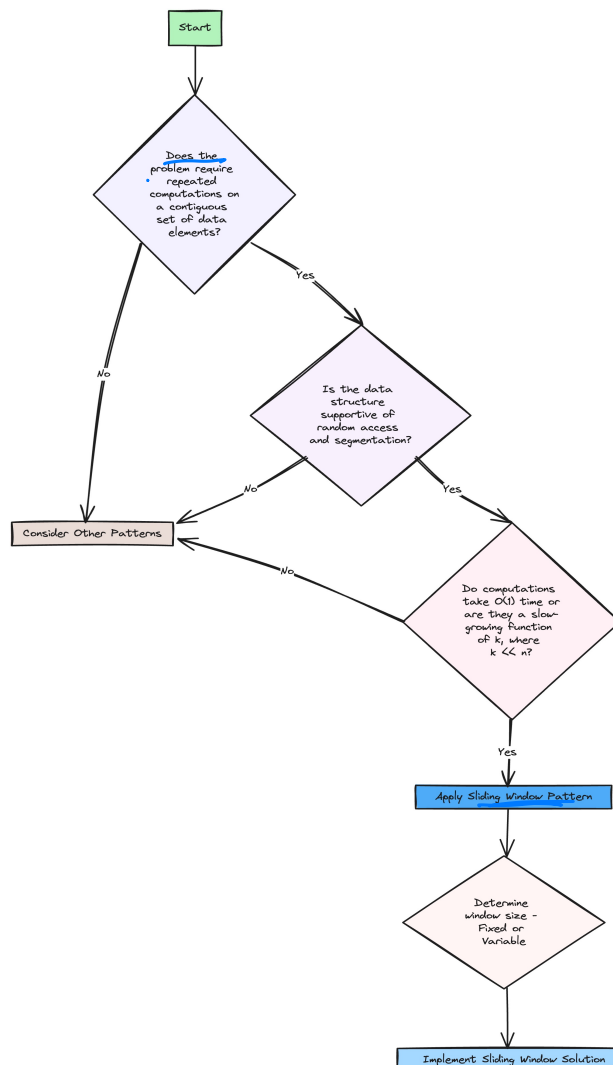 Start
Does the
problem require
repeated
computations on
a contiguous
set of data
elements?
Yes
No
Is the data
structure
supportive of
random access
and segmentation?
No
Yes
Consider Other Patterns
No
Do computations
take O(1) time or
are they a slow-
growing function
of k, where
k << n?
Yes
Apply Sliding Window Pattern
Determine
window size -
Fixed or
Variable
Implement Sliding Window Solution